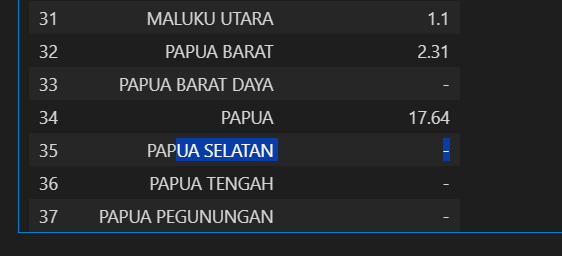 31 MALUKU UTARA 1.1
32 PAPUA BARAT 2.31
33 PAPUA BARAT DAYA -
34 PAPUA 17.64
35 PAPUA SELATAN -
36 PAPUA TENGAH -
37 PAPUA PEGUNUNGAN -